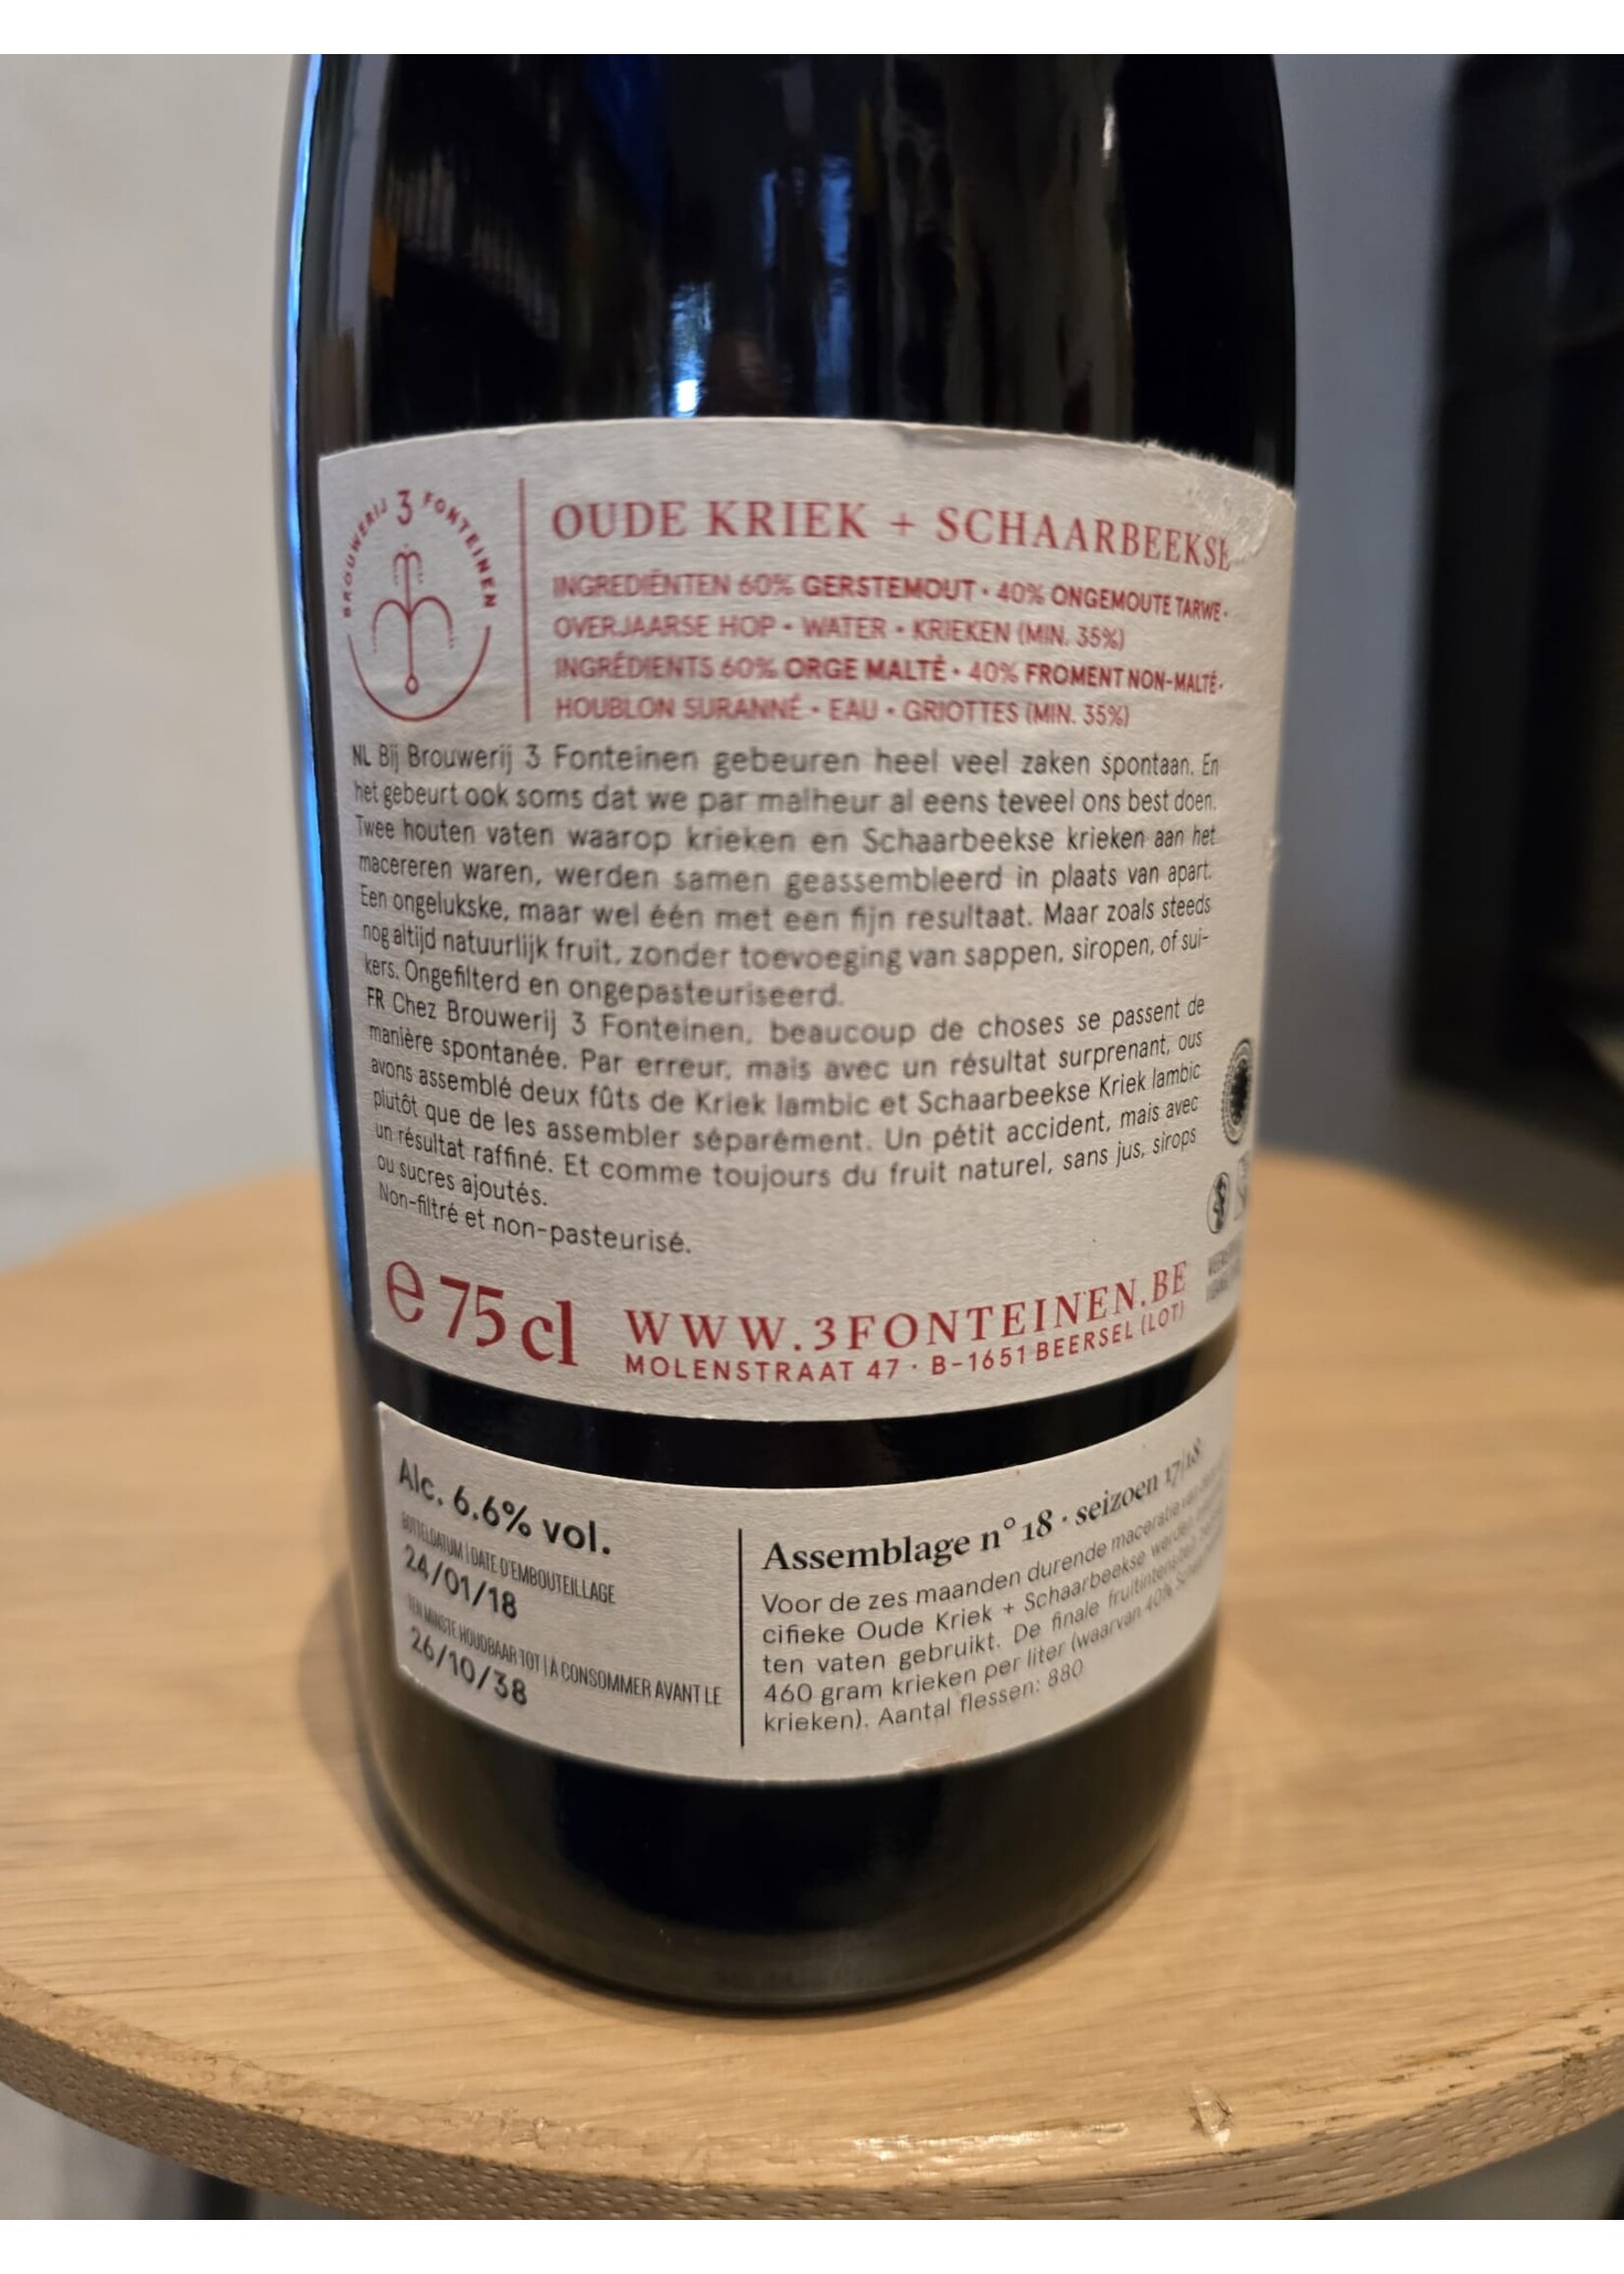 BROUWERIJ 3 FONTEINEN
OUDE KRIEK + SCHAARBEEKSE
INGREDIËNTEN 60% GERSTEMOUT · 40% ONGEMOUTE TARWE ·
OVERJAARSE HOP · WATER · KRIEKEN (MIN. 35%)
INGRÉDIENTS 60% ORGE MALTÉ · 40% FROMENT NON-MALTÉ ·
HOUBLON SURANNÉ · EAU · GRIOTTES (MIN. 35%)
NL Bij Brouwerij 3 Fonteinen gebeuren heel veel zaken spontaan. En
het gebeurt ook soms dat we par malheur al eens teveel ons best doen.
Twee houten vaten waarop krieken en Schaarbeekse krieken aan het
macereren waren, werden samen geassembleerd in plaats van apart.
Een ongelukske, maar wel één met een fijn resultaat. Maar zoals steeds
nog altijd natuurlijk fruit, zonder toevoeging van sappen, siropen, of sui-
kers. Ongefilterd en ongepasteuriseerd.
FR Chez Brouwerij 3 Fonteinen, beaucoup de choses se passent de
manière spontanée. Par erreur, mais avec un résultat surprenant, ous
avons assemblé deux fûts de Kriek lambic et Schaarbeekse Kriek lambic
plutôt que de les assembler séparément. Un pétit accident, mais avec
un résultat raffiné. Et comme toujours du fruit naturel, sans jus, sirops
ou sucres ajoutés.
Non-filtré et non-pasteurisé.
e 75 cl
WWW.3FONTEINEN.BE
MOLENSTRAAT 47 · B-1651 BEERSEL (LOT)
Alc. 6.6% vol.
BOTTELDATUM | DATE D'EMBOUTEILLAGE
24/01/18
TEN MINSTE HOUDBAAR TOT | À CONSOMMER AVANT LE
26/10/38
Assemblage n° 18 · seizoen 17|18
Voor de zes maanden durende maceratie van
cifieke Oude Kriek + Schaarbeekse werden
ten vaten gebruikt. De finale fruitintensiteit
460 gram krieken per liter (waarvan 40%
krieken). Aantal flessen: 880